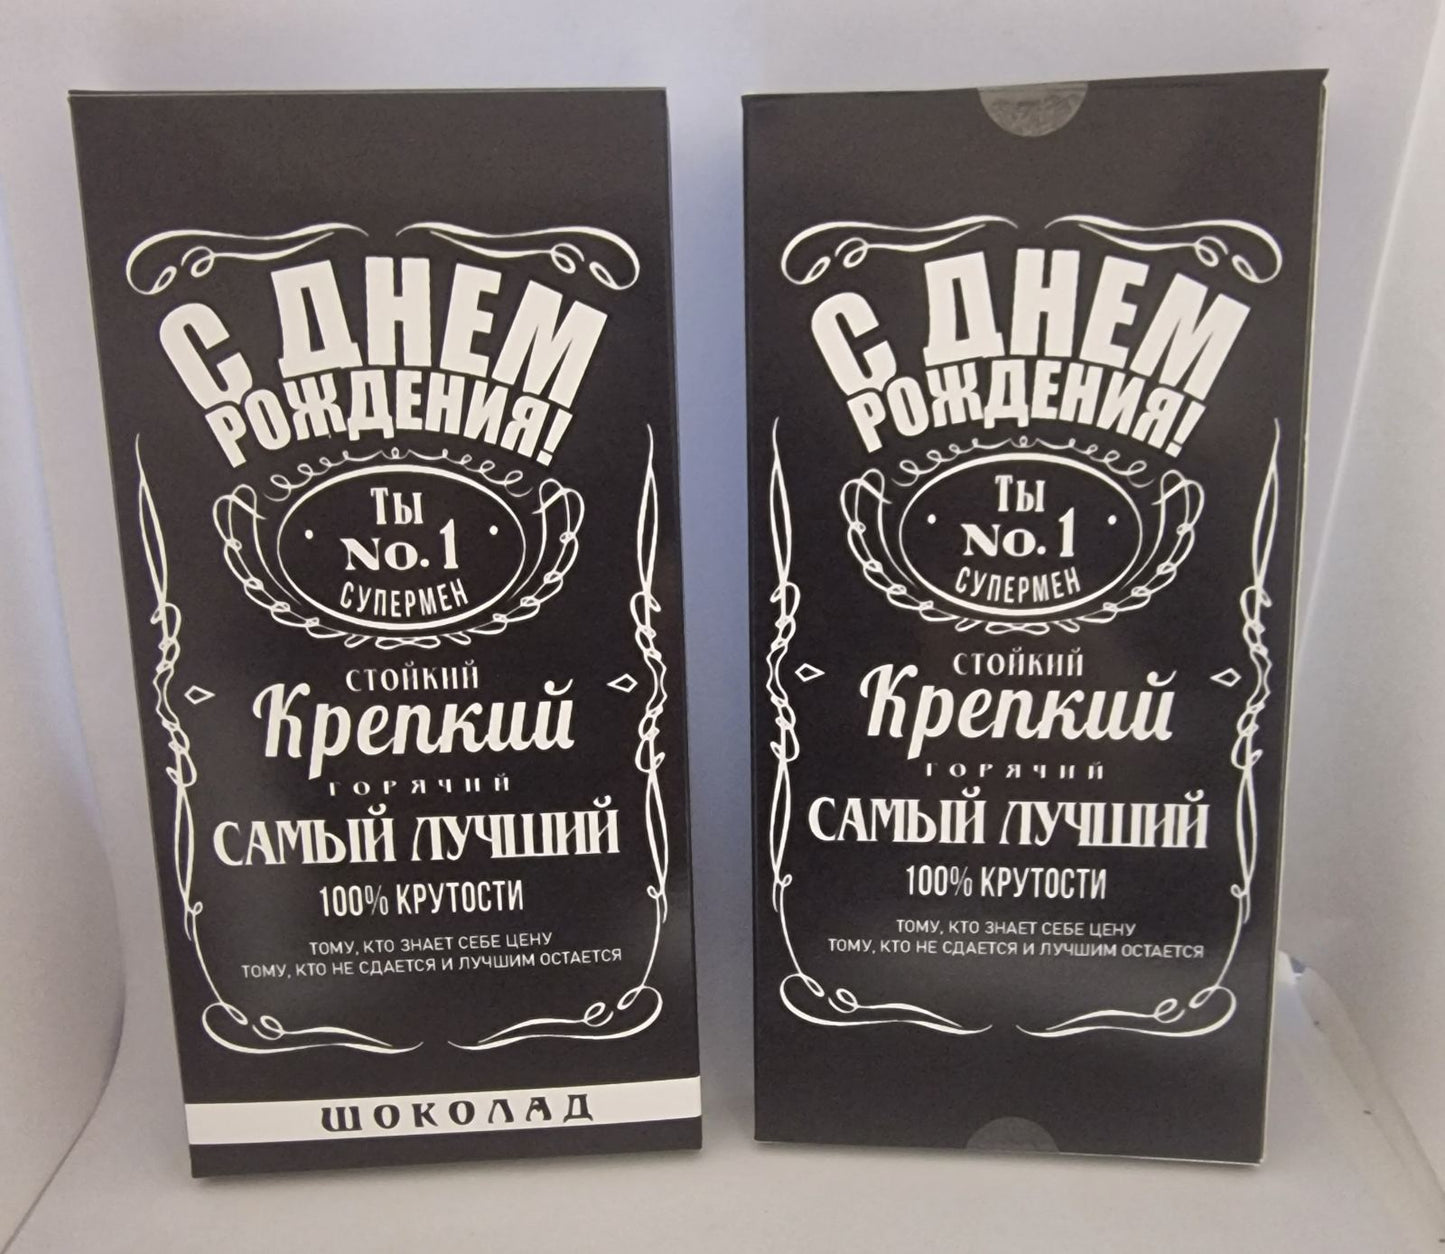 С ДНЕМ
РОЖДЕНИЯ!
Ты
No. 1
СУПЕРМЕН
СТОЙКИЙ
Крепкий
ГОРЯЧИЙ
САМЫЙ ЛУЧШИЙ
100% КРУТОСТИ
ТОМУ, КТО ЗНАЕТ СЕБЕ ЦЕНУ
ТОМУ, КТО НЕ СДАЕТСЯ И ЛУЧШИМ ОСТАЕТСЯ
ШОКОЛАД
С ДНЕМ
РОЖДЕНИЯ!
Ты
No. 1
СУПЕРМЕН
СТОЙКИЙ
Крепкий
ГОРЯЧИЙ
САМЫЙ ЛУЧШИЙ
100% КРУТОСТИ
ТОМУ, КТО ЗНАЕТ СЕБЕ ЦЕНУ
ТОМУ, КТО НЕ СДАЕТСЯ И ЛУЧШИМ ОСТАЕТСЯ